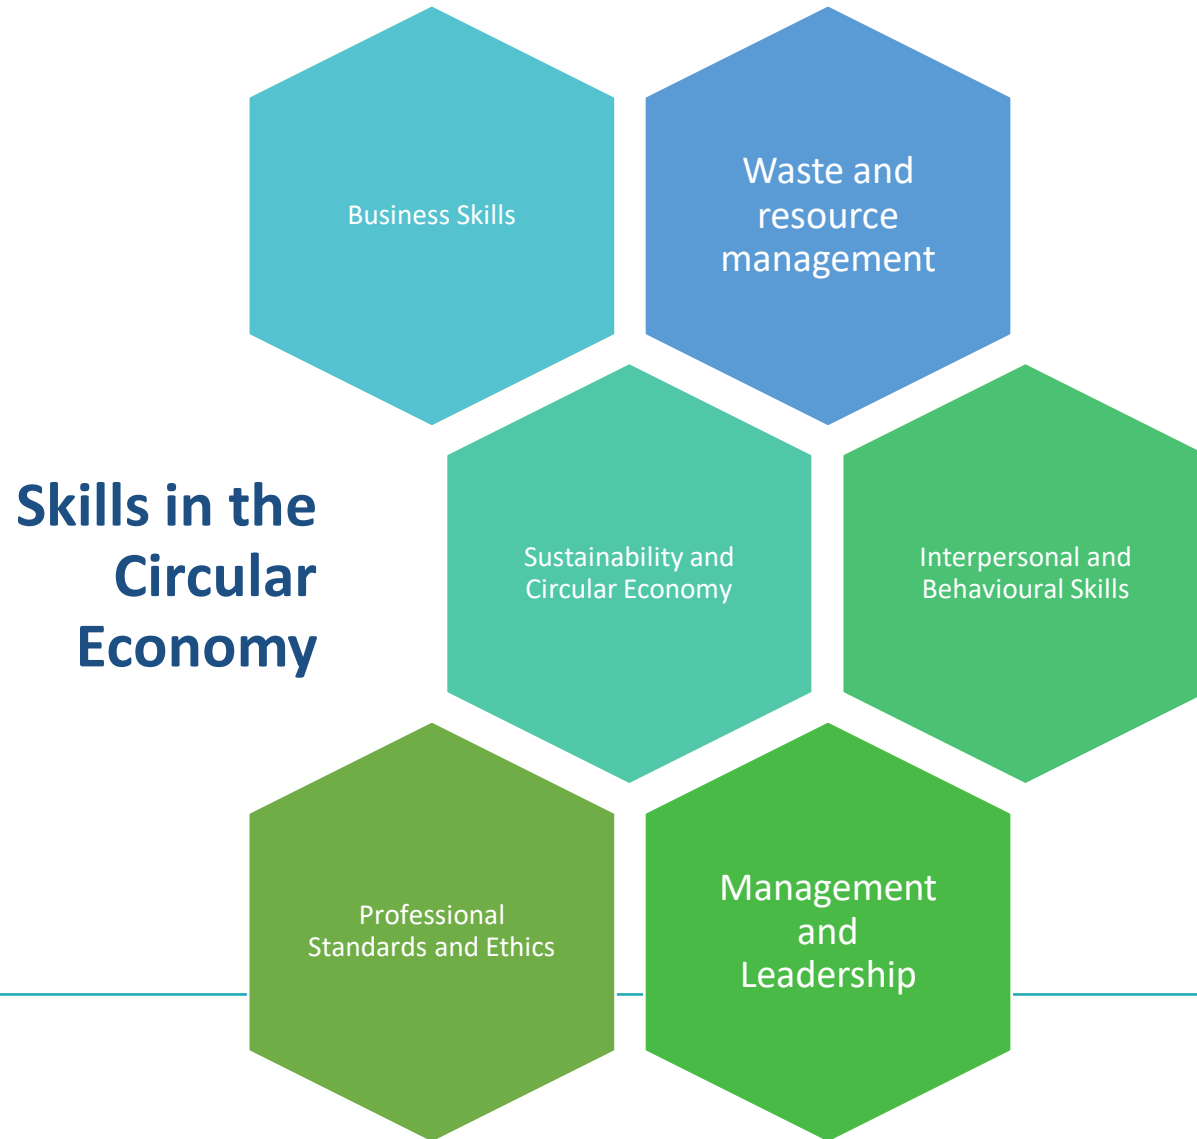 Business Skills
Waste and
resource
management
Skills in the
Circular
Economy
Sustainability and
Circular Economy
Interpersonal and
Behavioural Skills
Professional
Standards and Ethics
Management
and
Leadership